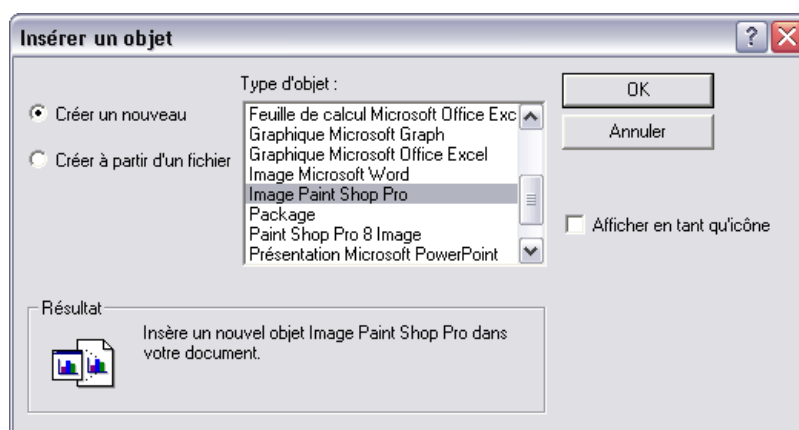 Insérer un objet
Type d'objet :
Créer un nouveau
Créer à partir d'un fichier
Feuille de calcul Microsoft Office Exc
Graphique Microsoft Graph
Graphique Microsoft Office Excel
Image Microsoft Word
Image Paint Shop Pro
Package
Paint Shop Pro 8 Image
Présentation Microsoft PowerPoint
OK
Annuler
Afficher en tant qu'icône
Résultat
Insère un nouvel objet Image Paint Shop Pro dans
votre document.